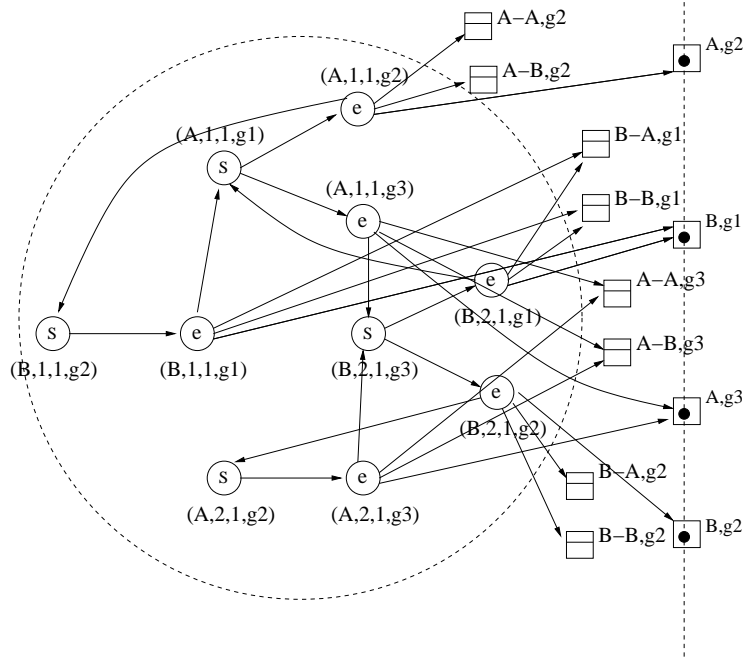 A−A,g2
A,g2
A−B,g2
(A,1,1,g2)
e
(A,1,1,g1)
S
B−A,g1
(A,1,1,g3)
e
B−B,g1
B,g1
e
A−A,g3
(B,2,1,g1)
S
e
S
A−B,g3
(B,1,1,g2)
(B,1,1,g1)
(B,2,1,g3)
e
A,g3
(B,2,1,g2)
S
e
B−A,g2
(A,2,1,g2)
(A,2,1,g3)
B,g2
B−B,g2